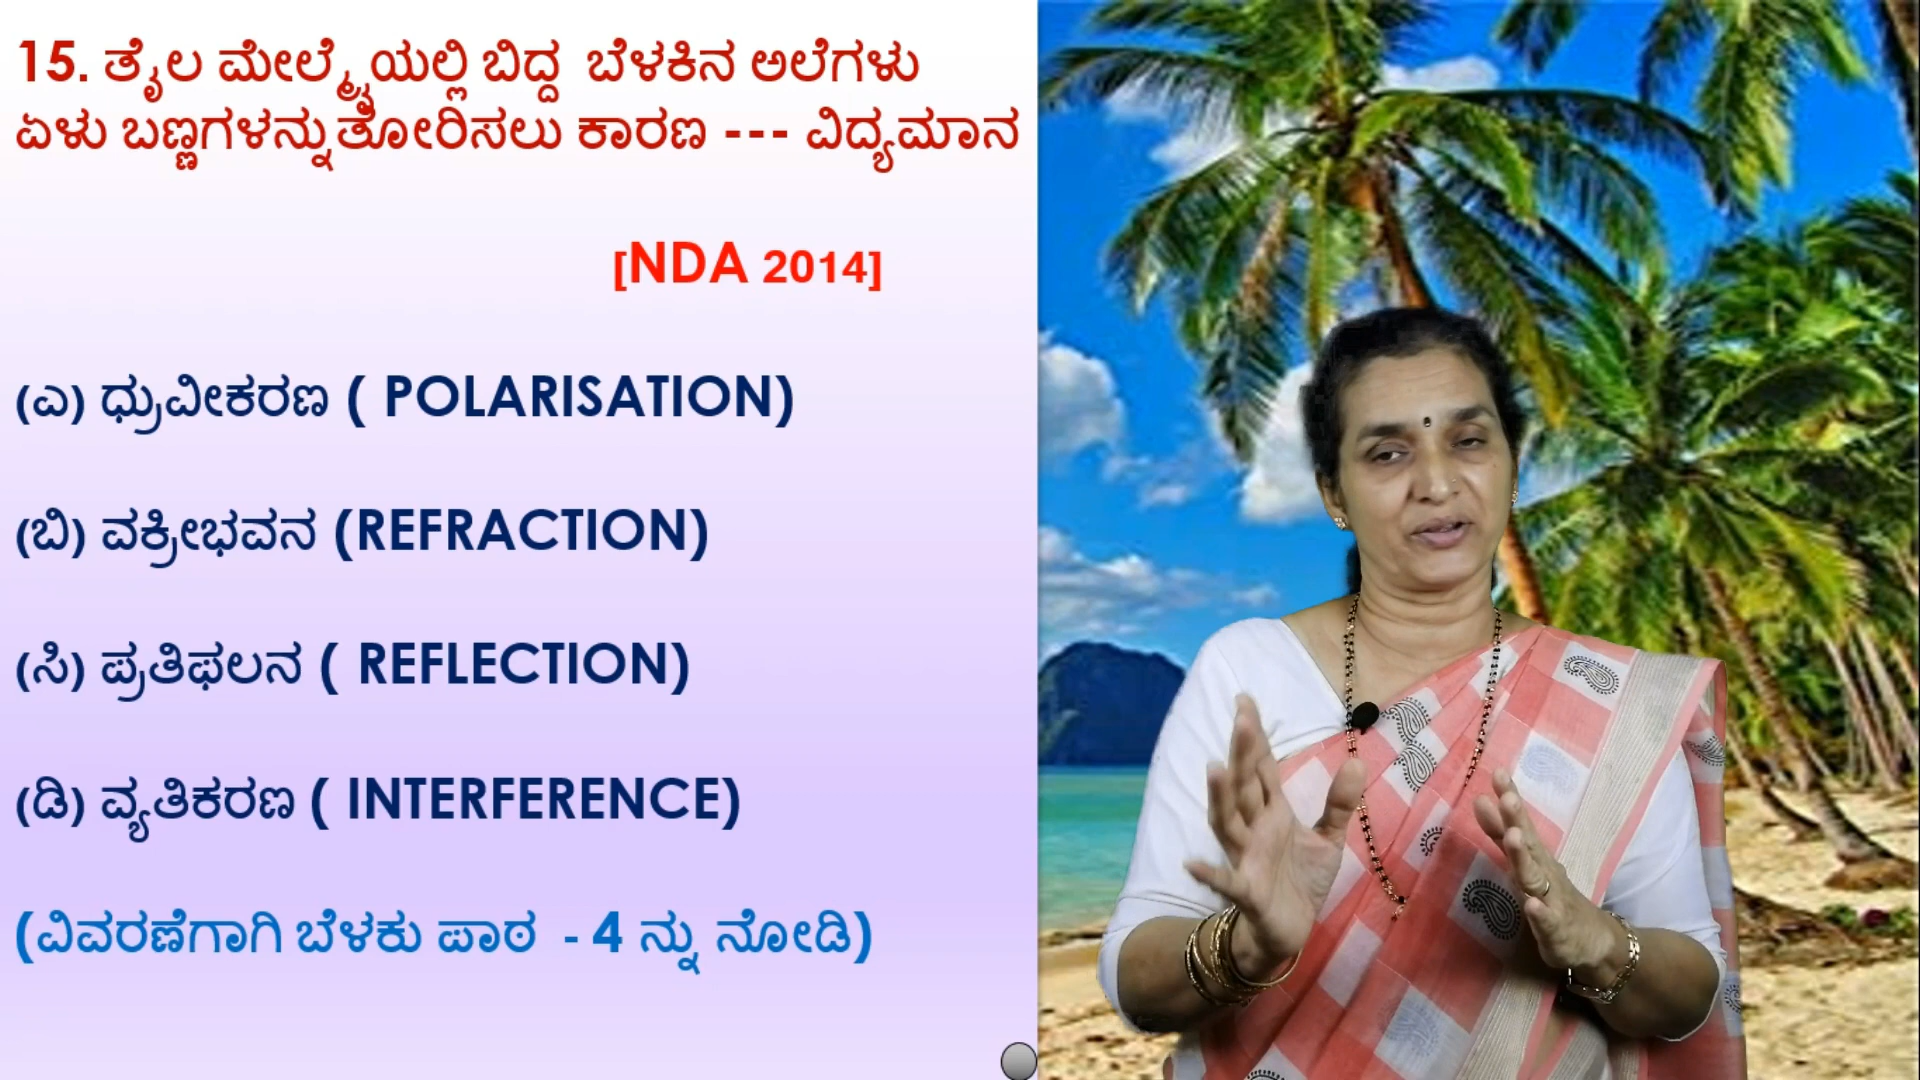 15. ತೈಲ ಮೇಲ್ಮೈಯಲ್ಲಿ ಬಿದ್ದ ಬೆಳಕಿನ ಅಲೆಗಳು
ಏಳು ಬಣ್ಣಗಳನ್ನುತೋರಿಸಲು ಕಾರಣ --- ವಿದ್ಯಮಾನ
[NDA 2014]
(ಎ) ಧ್ರುವೀಕರಣ ( POLARISATION)
(ಬಿ) ವಕ್ರೀಭವನ (REFRACTION)
(ಸಿ) ಪ್ರತಿಫಲನ ( REFLECTION)
(ಡಿ) ವ್ಯತಿಕರಣ ( INTERFERENCE)
(ವಿವರಣೆಗಾಗಿ ಬೆಳಕು ಪಾಠ - 4 ನ್ನು ನೋಡಿ)